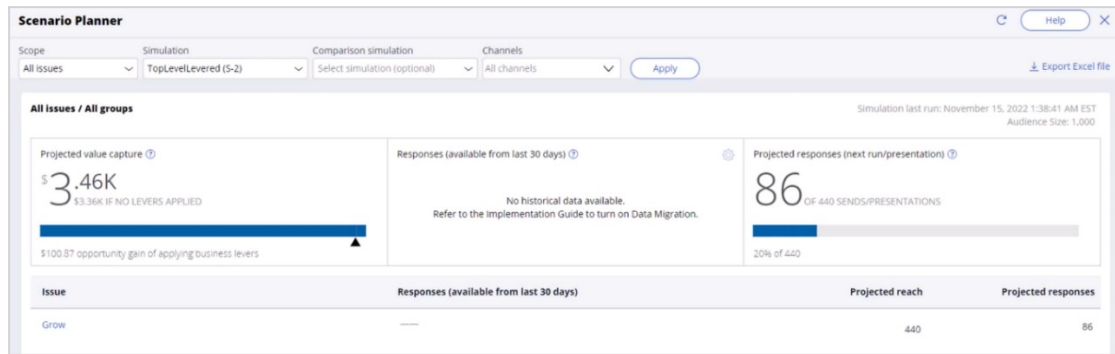 Scenario Planner
Help
Scope Simulation Comparison simulation Channels
All issues TopLevelLevered (S-2) Select simulation (optional) All channels Apply Export Excel file
All issues / All groups Simulation last run: November 15, 2022 1:38:41 AM EST
Audience Size: 1,000
Projected value capture Responses (available from last 30 days) Projected responses (next run/presentation)
$3.46K
$3.36K IF NO LEVERS APPLIED
No historical data available.
Refer to the Implementation Guide to turn on Data Migration.
86 OF 440 SENDS/PRESENTATIONS
$100.87 opportunity gain of applying business levers
20% of 440
Issue Responses (available from last 30 days) Projected reach Projected responses
Grow ----- 440 86